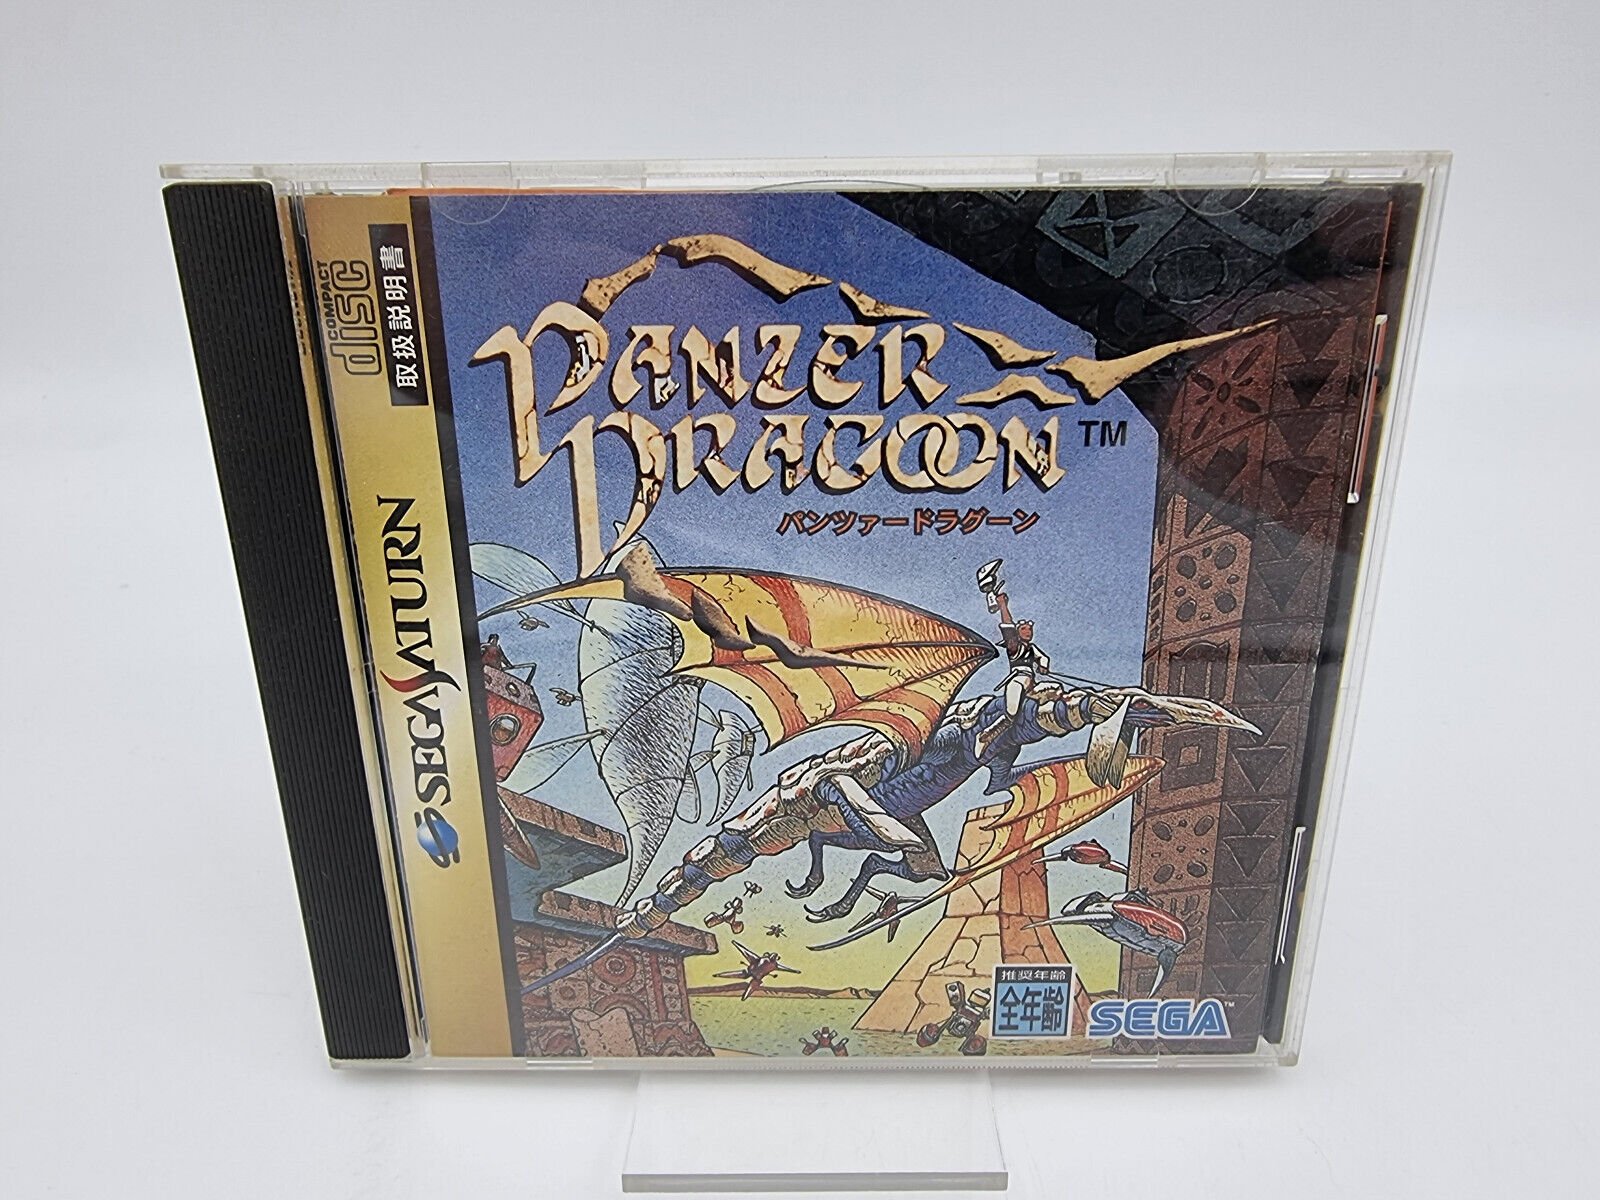 COMPACT
disc
取扱説明書
SEGA SATURN
PANZER
DRAGOON TM
パンツァードラグーン
推奨年齢
全年齢
SEGA TM